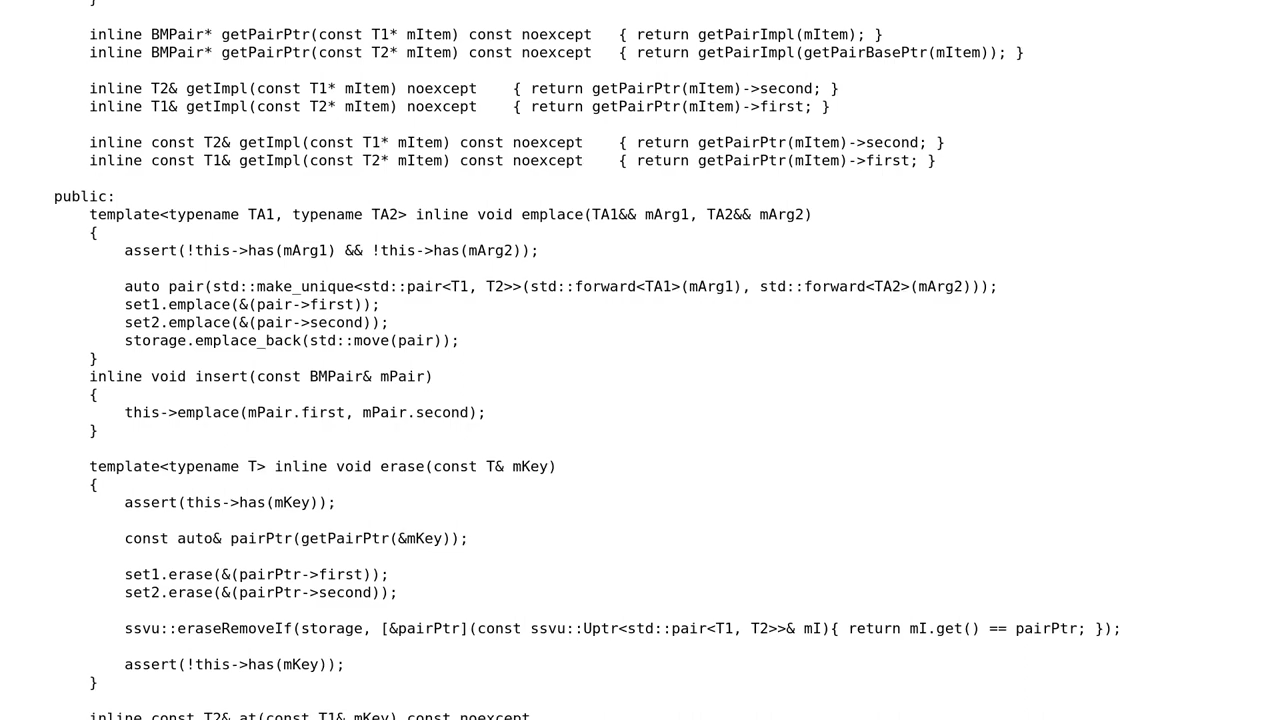 }
inline BMPair* getPairPtr(const T1* mItem) const noexcept { return getPairImpl(mItem); }
inline BMPair* getPairPtr(const T2* mItem) const noexcept { return getPairImpl(getPairBasePtr(mItem)); }
inline T2& getImpl(const T1* mItem) noexcept { return getPairPtr(mItem)->second; }
inline T1& getImpl(const T2* mItem) noexcept { return getPairPtr(mItem)->first; }
inline const T2& getImpl(const T1* mItem) const noexcept { return getPairPtr(mItem)->second; }
inline const T1& getImpl(const T2* mItem) const noexcept { return getPairPtr(mItem)->first; }
public:
template<typename TA1, typename TA2> inline void emplace(TA1&& mArg1, TA2&& mArg2)
{
assert(!this->has(mArg1) && !this->has(mArg2));
auto pair(std::make_unique<std::pair<T1, T2>>(std::forward<TA1>(mArg1), std::forward<TA2>(mArg2)));
set1.emplace(&(pair->first));
set2.emplace(&(pair->second));
storage.emplace_back(std::move(pair));
}
inline void insert(const BMPair& mPair)
{
this->emplace(mPair.first, mPair.second);
}
template<typename T> inline void erase(const T& mKey)
{
assert(this->has(mKey));
const auto& pairPtr(getPairPtr(&mKey));
set1.erase(&(pairPtr->first));
set2.erase(&(pairPtr->second));
ssvu::eraseRemoveIf(storage, [&pairPtr](const ssvu::Uptr<std::pair<T1, T2>>& mI){ return mI.get() == pairPtr; });
assert(!this->has(mKey));
}
inline const T2& at(const T1& mKey) const noexcept